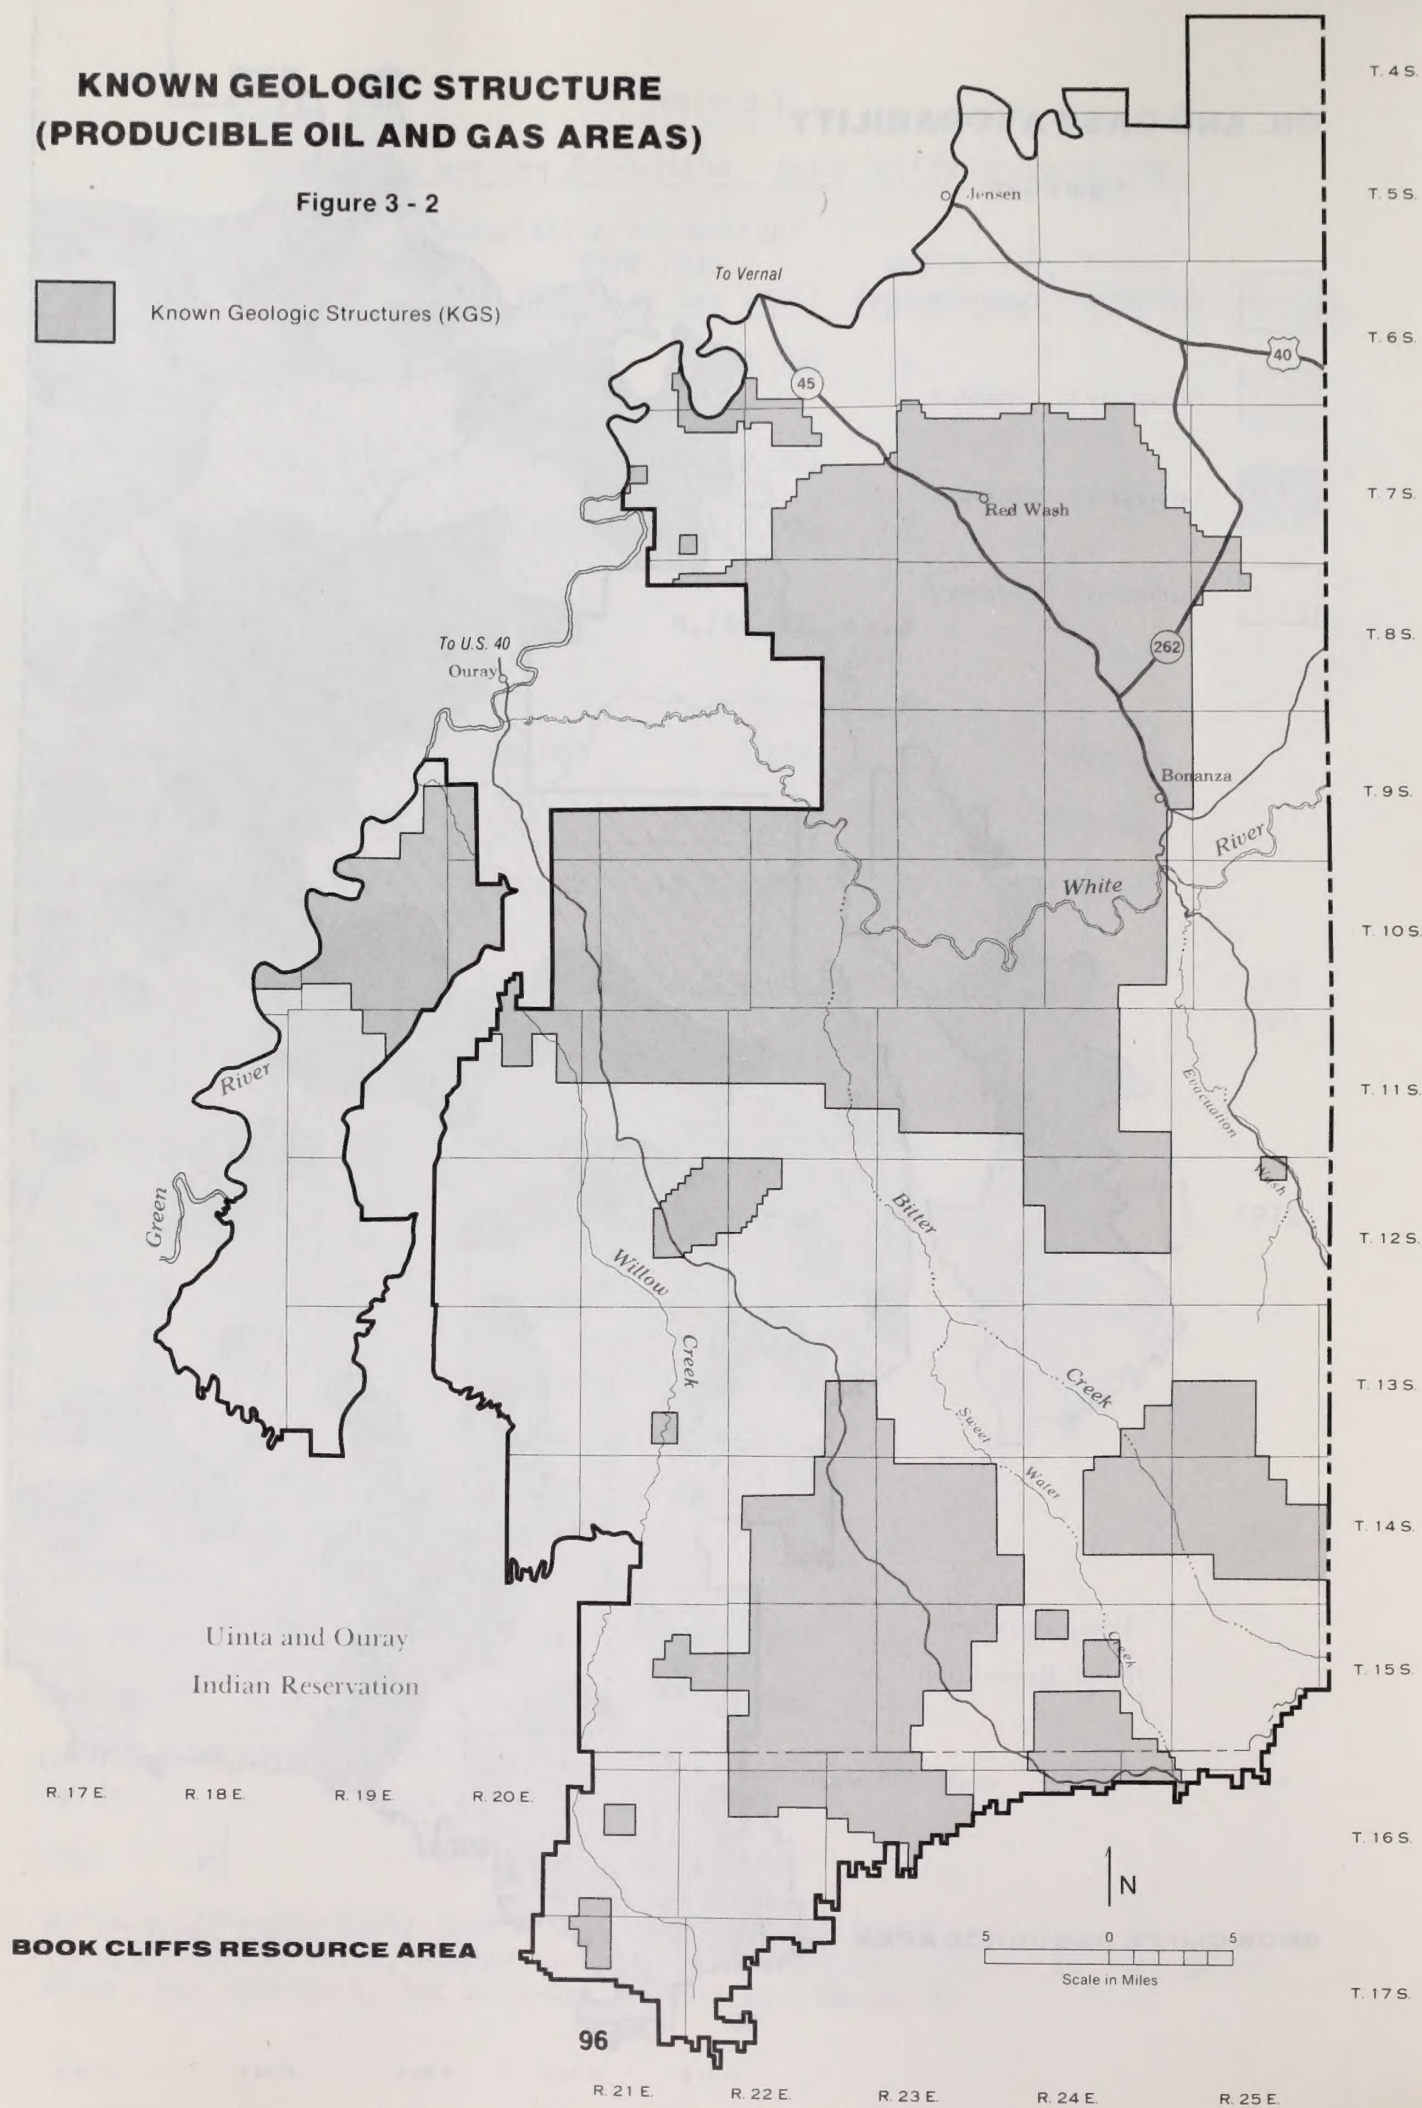 KNOWN GEOLOGIC STRUCTURE
(PRODUCIBLE OIL AND GAS AREAS)
Figure 3 - 2
Known Geologic Structures (KGS)
T. 4 S.
T. 5 S.
T. 6 S.
T. 7 S.
T. 8 S.
T. 9 S.
T. 10 S.
T. 11 S.
T. 12 S.
T. 13 S.
T. 14 S.
T. 15 S.
T. 16 S.
T. 17 S.
Jensen
To Vernal
40
45
Red Wash
To U.S. 40
Ouray
262
Bonanza
River
White
River
Evacuation
Wash
Green
Bitter
Willow
Creek
Creek
Sweet
Water
Creek
Uinta and Ouray
Indian Reservation
R. 17 E.
R. 18 E.
R. 19 E.
R. 20 E.
N
BOOK CLIFFS RESOURCE AREA
5 0 5
Scale in Miles
96
R. 21 E.
R. 22 E.
R. 23 E.
R. 24 E.
R. 25 E.